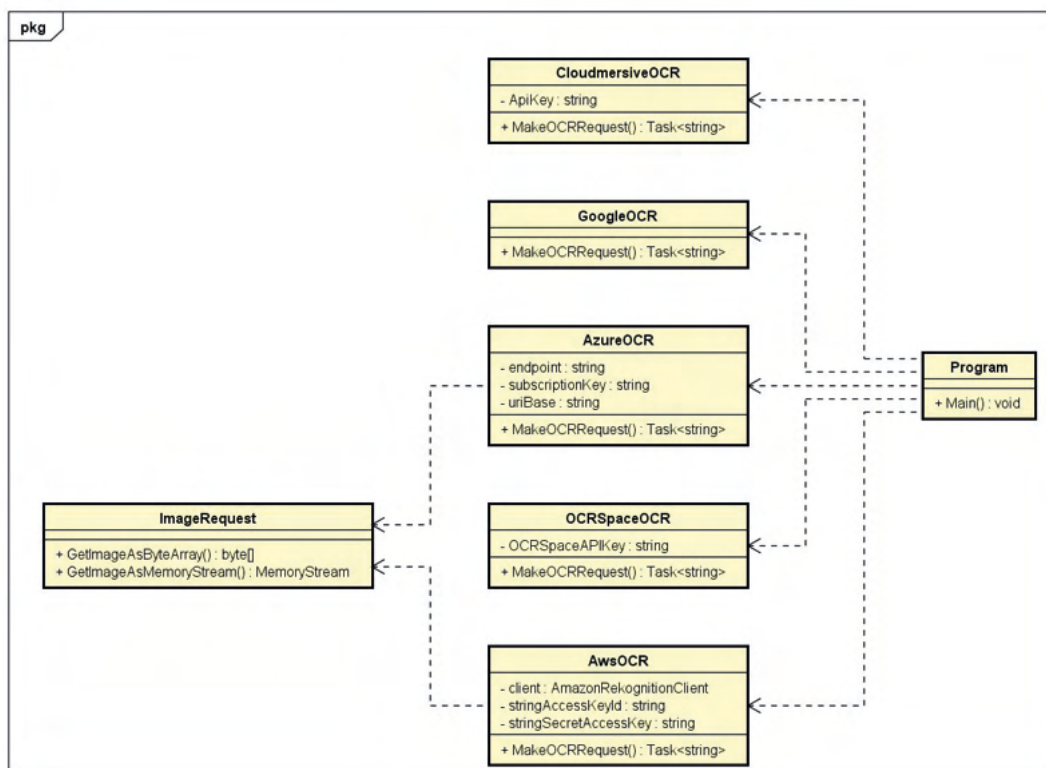 pkg
CloudmersiveOCR
- ApiKey : string
+ MakeOCRRequest() : Task<string>
GoogleOCR
+ MakeOCRRequest() : Task<string>
AzureOCR
- endpoint : string
- subscriptionKey : string
- uriBase : string
+ MakeOCRRequest() : Task<string>
Program
+ Main() : void
ImageRequest
+ GetImageAsByteArray() : byte[]
+ GetImageAsMemoryStream() : MemoryStream
OCRSpaceOCR
- OCRSpaceAPIKey : string
+ MakeOCRRequest() : Task<string>
AwsOCR
- client : AmazonRekognitionClient
- stringAccessKeyId : string
- stringSecretAccessKey : string
+ MakeOCRRequest() : Task<string>